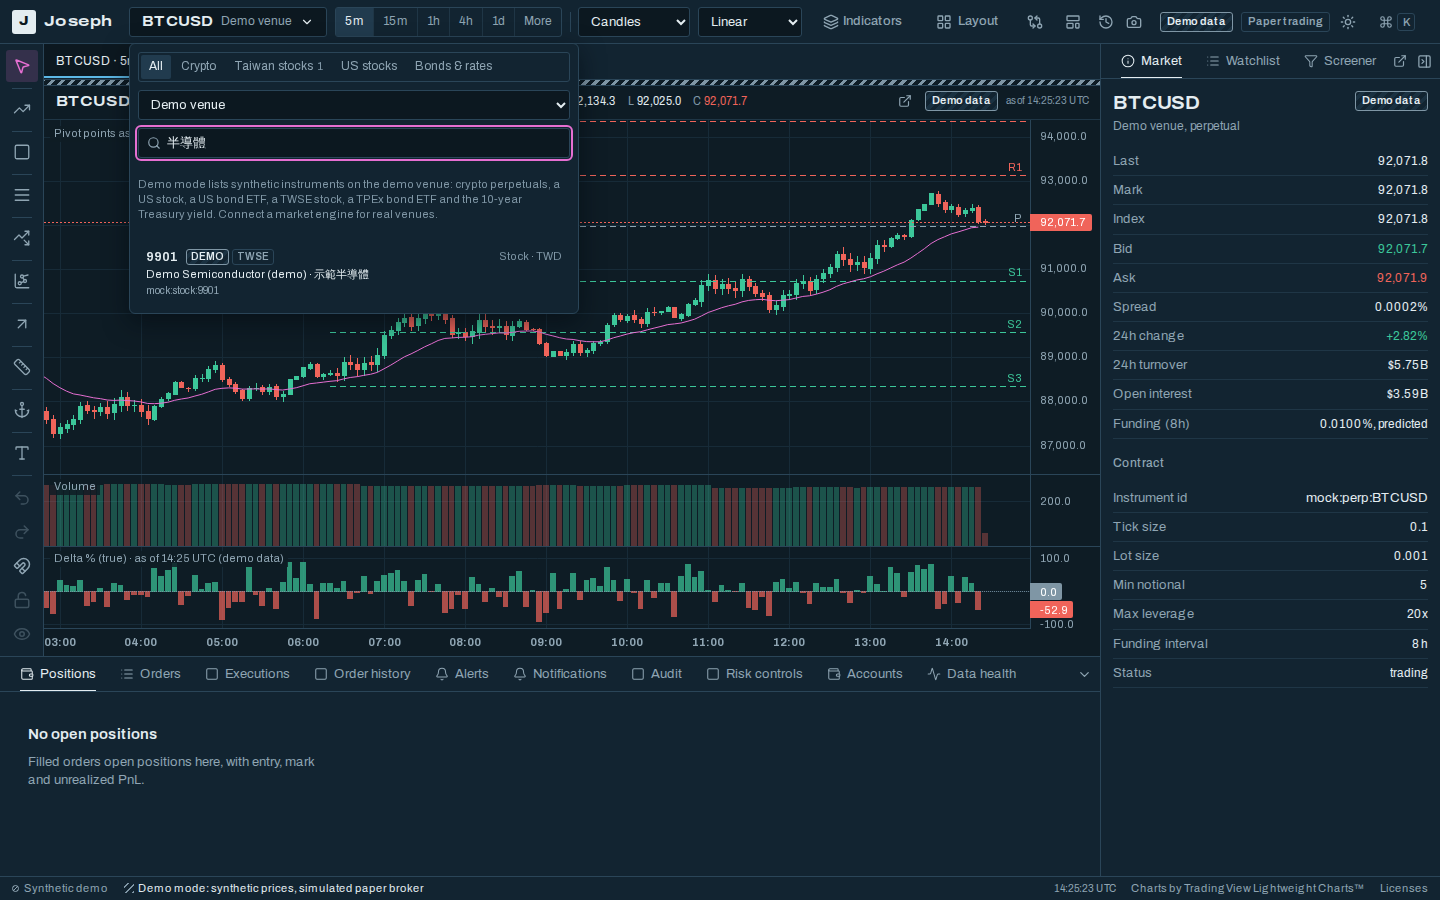 J Joseph BTCUSD Demo venue 5m 15m 1h 4h 1d More Candles Linear Indicators Layout Demo data Paper trading ⌘ K
BTCUSD · 5m
All Crypto Taiwan stocks 1 US stocks Bonds & rates
Demo venue
半導體
Demo mode lists synthetic instruments on the demo venue: crypto perpetuals, a
US stock, a US bond ETF, a TWSE stock, a TPEx bond ETF and the 10-year
Treasury yield. Connect a market engine for real venues.
9901 DEMO TWSE Stock · TWD
Demo Semiconductor (demo) · 示範半導體
mock:stock:9901
BTCUSD 2,134.3 L 92,025.0 C 92,071.7 Demo data as of 14:25:23 UTC
Pivot points as
R1
P
S1
S2
S3
94,000.0
93,000.0
92,071.7
91,000.0
90,000.0
89,000.0
88,000.0
87,000.0
Volume
200.0
Delta % (true) · as of 14:25 UTC (demo data)
100.0
0.0
-52.9
-100.0
03:00 04:00 05:00 06:00 07:00 08:00 09:00 10:00 11:00 12:00 13:00 14:00
Market Watchlist Screener
BTCUSD Demo data
Demo venue, perpetual
Last 92,071.8
Mark 92,071.8
Index 92,071.8
Bid 92,071.7
Ask 92,071.9
Spread 0.0002%
24h change +2.82%
24h turnover $5.75B
Open interest $3.59B
Funding (8h) 0.0100%, predicted
Contract
Instrument id mock:perp:BTCUSD
Tick size 0.1
Lot size 0.001
Min notional 5
Max leverage 20x
Funding interval 8h
Status trading
Positions Orders Executions Order history Alerts Notifications Audit Risk controls Accounts Data health
No open positions
Filled orders open positions here, with entry, mark
and unrealized PnL.
Synthetic demo Demo mode: synthetic prices, simulated paper broker 14:25:23 UTC Charts by TradingView Lightweight Charts™ Licenses